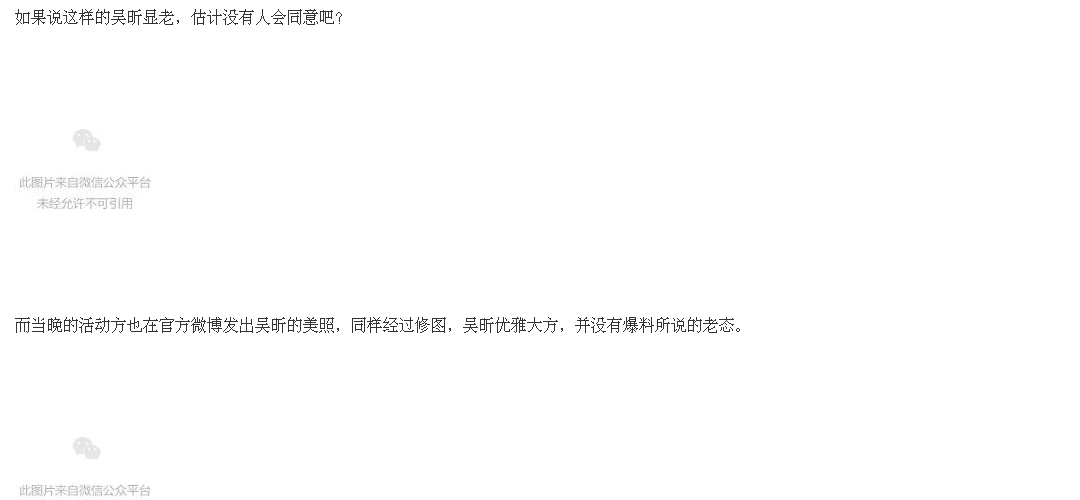 如果说这样的吴昕显老，估计没有人会同意吧？
此图片来自微信公众平台
未经允许不可引用
而当晚的活动方也在官方微博发出吴昕的美照，同样经过修图，吴昕优雅大方，并没有爆料所说的老态。
此图片来自微信公众平台